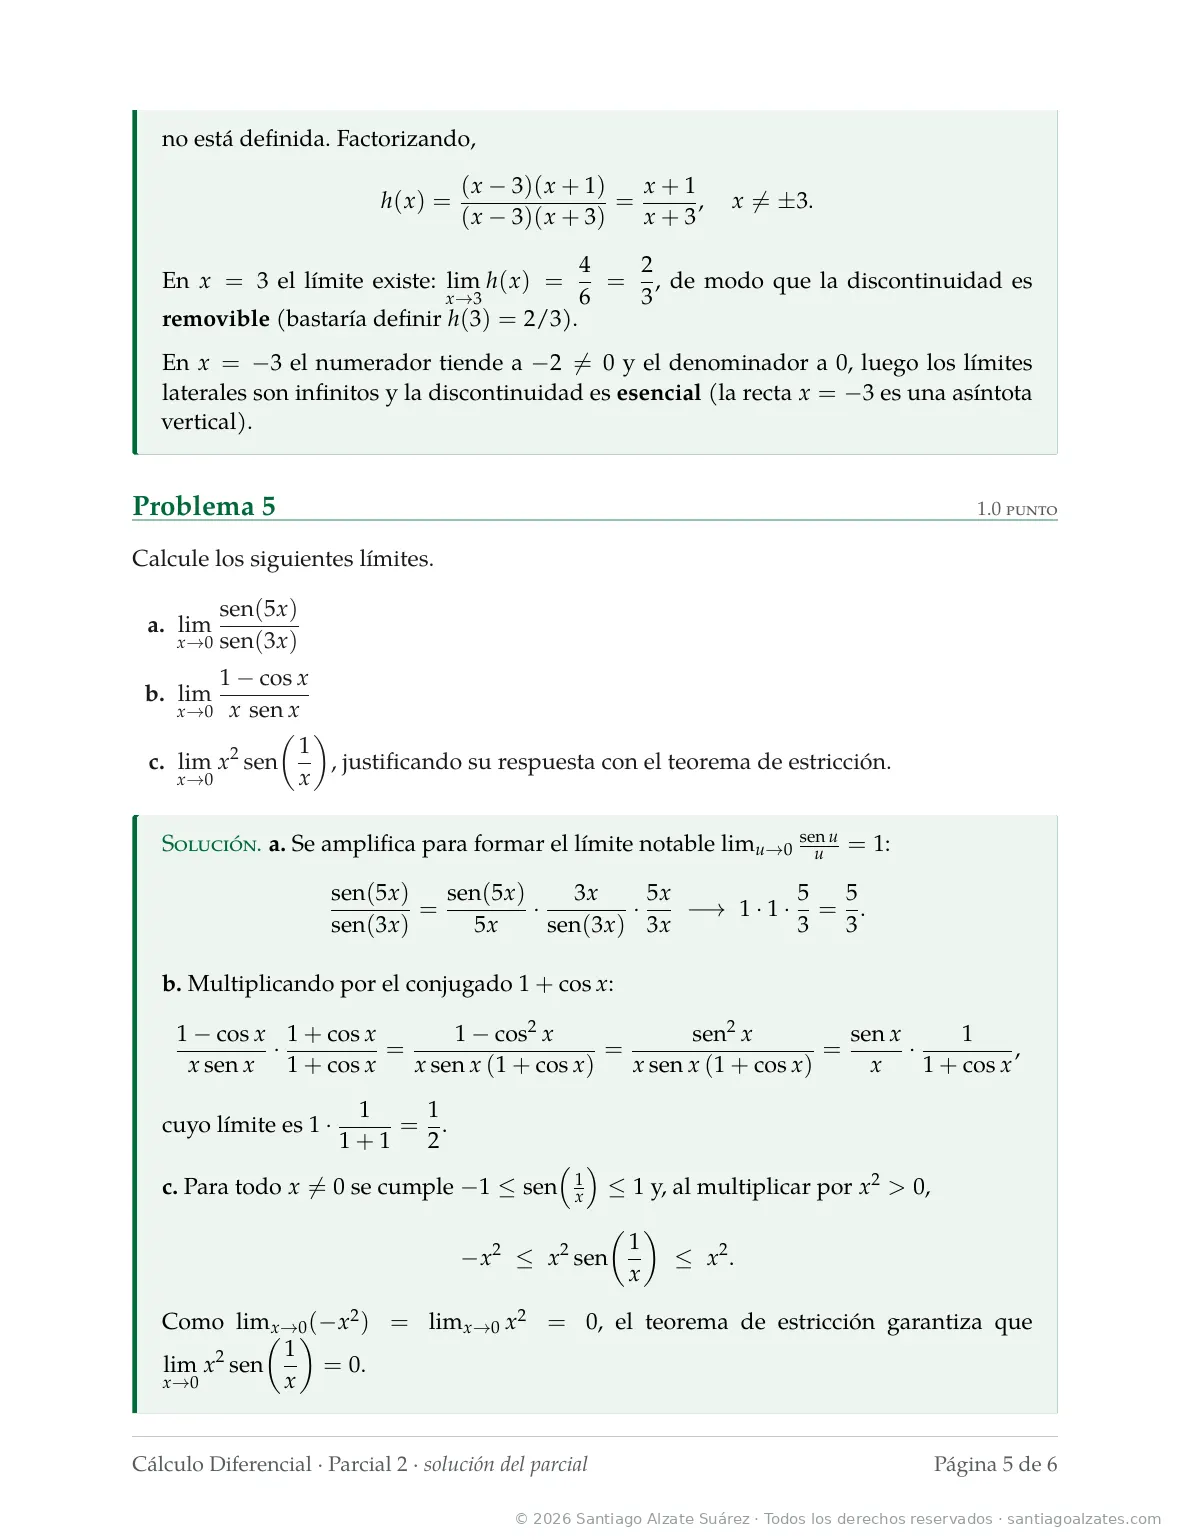 no está definida. Factorizando,
h(x) = (x − 3)(x + 1) / (x − 3)(x + 3) = x + 1 / x + 3, x ≠ ±3.
En x = 3 el límite existe: lim x→3 h(x) = 4/6 = 2/3, de modo que la discontinuidad es
removible (bastaría definir h(3) = 2/3).
En x = −3 el numerador tiende a −2 ≠ 0 y el denominador a 0, luego los límites
laterales son infinitos y la discontinuidad es esencial (la recta x = −3 es una asíntota
vertical).
Problema 5 1.0 PUNTO
Calcule los siguientes límites.
a. lim x→0 sen(5x) / sen(3x)
b. lim x→0 1 − cos x / x sen x
c. lim x→0 x² sen(1/x), justificando su respuesta con el teorema de estricción.
SOLUCIÓN. a. Se amplifica para formar el límite notable lim u→0 sen u / u = 1:
sen(5x) / sen(3x) = sen(5x) / 5x · 3x / sen(3x) · 5x / 3x ⟶ 1 · 1 · 5/3 = 5/3.
b. Multiplicando por el conjugado 1 + cos x:
1 − cos x / x sen x · 1 + cos x / 1 + cos x = 1 − cos² x / x sen x (1 + cos x) = sen² x / x sen x (1 + cos x) = sen x / x · 1 / 1 + cos x,
cuyo límite es 1 · 1 / 1 + 1 = 1/2.
c. Para todo x ≠ 0 se cumple −1 ≤ sen(1/x) ≤ 1 y, al multiplicar por x² > 0,
−x² ≤ x² sen(1/x) ≤ x².
Como lim x→0 (−x²) = lim x→0 x² = 0, el teorema de estricción garantiza que
lim x→0 x² sen(1/x) = 0.
Cálculo Diferencial · Parcial 2 · solución del parcial Página 5 de 6
© 2026 Santiago Alzate Suárez · Todos los derechos reservados · santiagoalzates.com